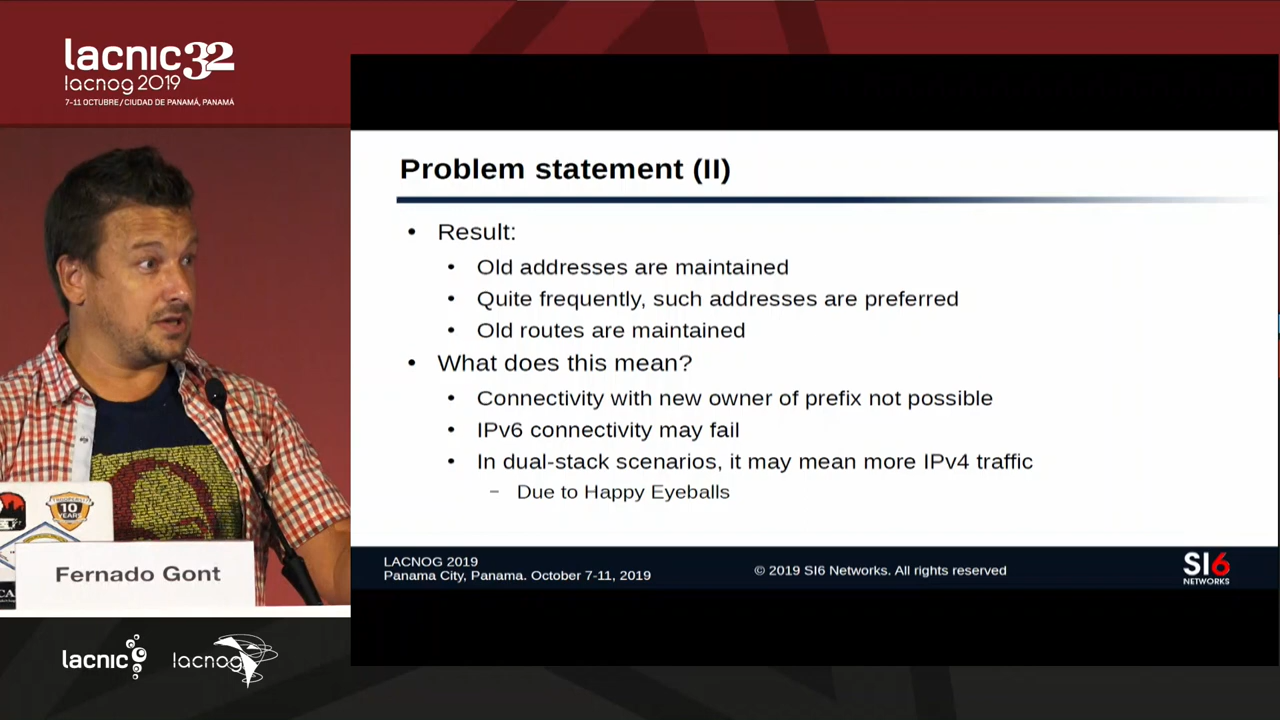 lacnic32
lacnog 2019
7-11 OCTUBRE / CIUDAD DE PANAMÁ, PANAMÁ
Problem statement (II)
• Result:
• Old addresses are maintained
• Quite frequently, such addresses are preferred
• Old routes are maintained
• What does this mean?
• Connectivity with new owner of prefix not possible
• IPv6 connectivity may fail
• In dual-stack scenarios, it may mean more IPv4 traffic
– Due to Happy Eyeballs
TROOPERS
10
YEARS
Fernado Gont
LACNOG 2019
Panama City, Panama. October 7-11, 2019
© 2019 SI6 Networks. All rights reserved
SI6
NETWORKS
lacnic
lacnog